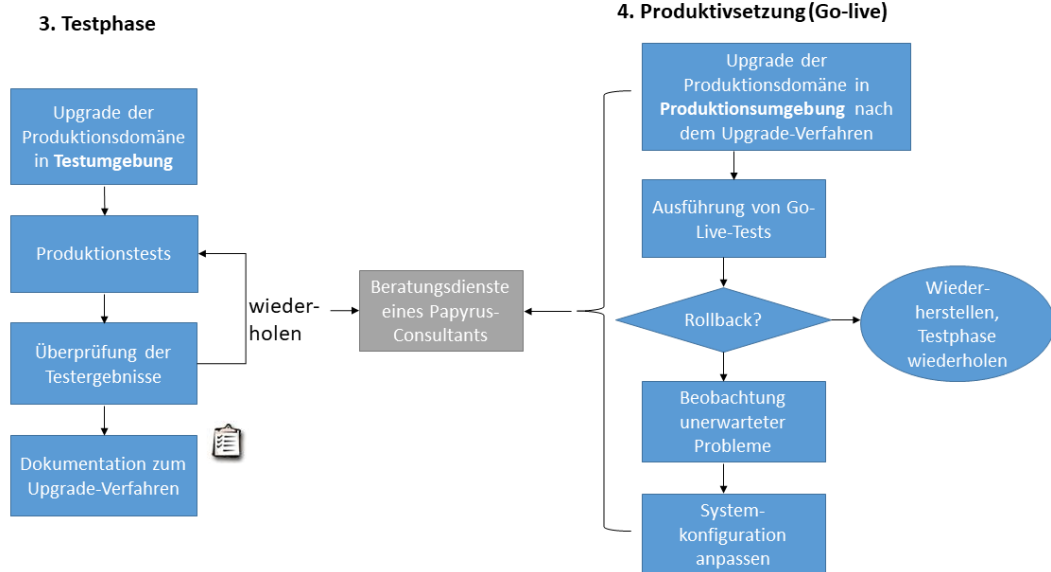 3. Testphase
Upgrade der
Produktionsdomäne
in Testumgebung
Produktionstests
Überprüfung der
Testergebnisse
Dokumentation zum
Upgrade-Verfahren
wieder-
holen
Beratungsdienste
eines Papyrus-
Consultants
4. Produktivsetzung (Go-live)
Upgrade der
Produktionsdomäne in
Produktionsumgebung nach
dem Upgrade-Verfahren
Ausführung von Go-
Live-Tests
Rollback?
Wieder-
herstellen,
Testphase
wiederholen
Beobachtung
unerwarteter
Probleme
System-
konfiguration
anpassen